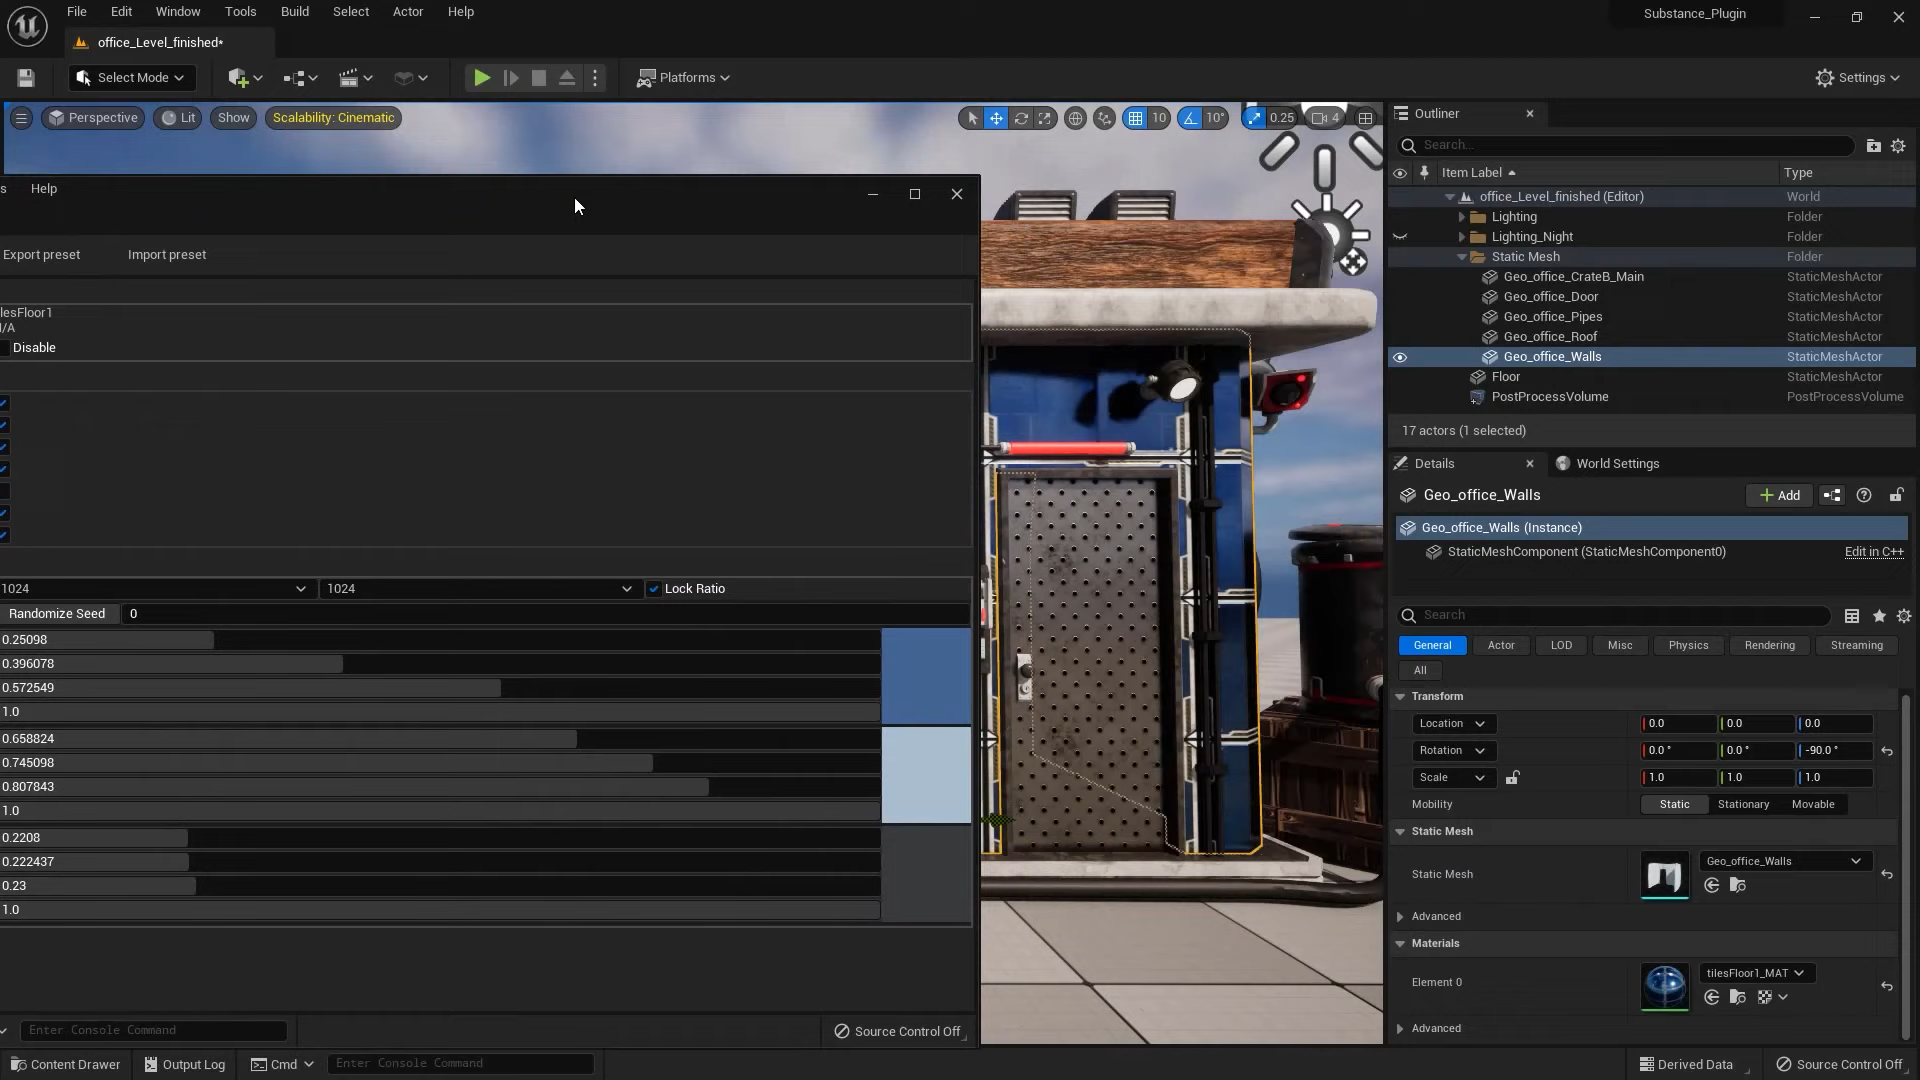 File Edit Window Tools Build Select Actor Help
Substance_Plugin
office_Level_finished*
Select Mode
Platforms
Settings
Perspective Lit Show Scalability: Cinematic
10 10° 0.25 4
s Help
Export preset Import preset
lesFloor1
I/A
Disable
1024 1024 Lock Ratio
Randomize Seed 0
0.25098
0.396078
0.572549
1.0
0.658824
0.745098
0.807843
1.0
0.2208
0.222437
0.23
1.0
Enter Console Command
Source Control Off
Outliner
Search...
Item Label Type
office_Level_finished (Editor) World
Lighting Folder
Lighting_Night Folder
Static Mesh Folder
Geo_office_CrateB_Main StaticMeshActor
Geo_office_Door StaticMeshActor
Geo_office_Pipes StaticMeshActor
Geo_office_Roof StaticMeshActor
Geo_office_Walls StaticMeshActor
Floor StaticMeshActor
PostProcessVolume PostProcessVolume
17 actors (1 selected)
Details World Settings
Geo_office_Walls
Add
Geo_office_Walls (Instance)
StaticMeshComponent (StaticMeshComponent0) Edit in C++
Search
General Actor LOD Misc Physics Rendering Streaming
All
Transform
Location 0.0 0.0 0.0
Rotation 0.0 ° 0.0 ° -90.0 °
Scale 1.0 1.0 1.0
Mobility Static Stationary Movable
Static Mesh
Static Mesh Geo_office_Walls
Advanced
Materials
Element 0 tilesFloor1_MAT
Advanced
Content Drawer Output Log Cmd Enter Console Command
Derived Data Source Control Off